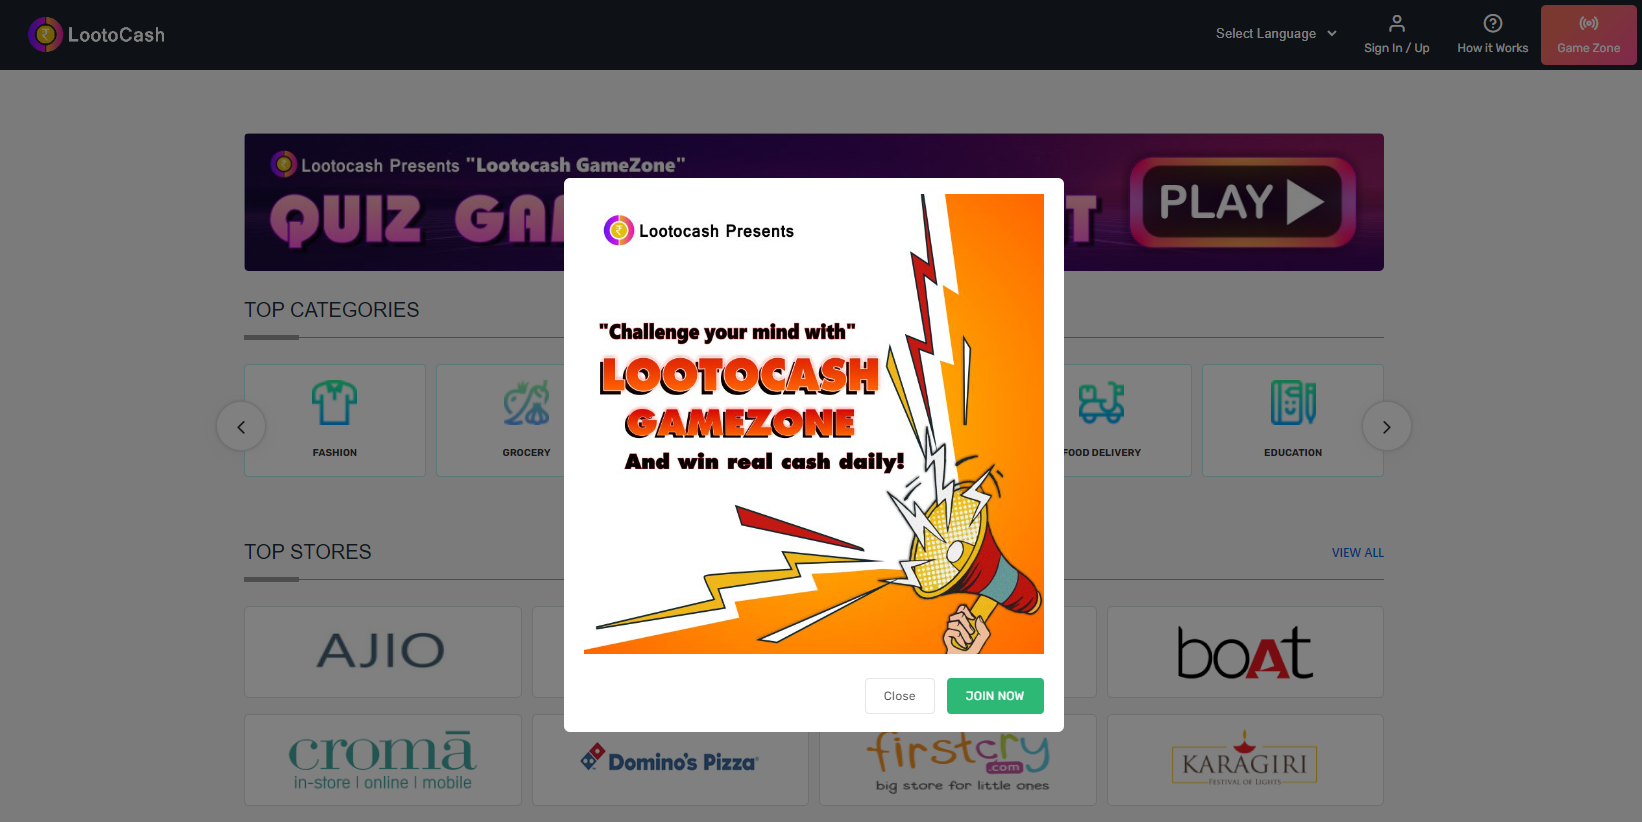 LootoCash
Select Language
Sign In / Up
How it Works
Game Zone
Lootocash Presents "Lootocash GameZone"
QUIZ GA
T
PLAY
Lootocash Presents
"Challenge your mind with"
LOOTOCASH
GAMEZONE
And win real cash daily!
Close
JOIN NOW
TOP CATEGORIES
FASHION
GROCERY
FOOD DELIVERY
EDUCATION
TOP STORES
VIEW ALL
AJIO
boAt
cromā
in-store | online | mobile
Domino's Pizza
firstcry
.com
big store for little ones
KARAGIRI
FESTIVAL OF LIGHTS